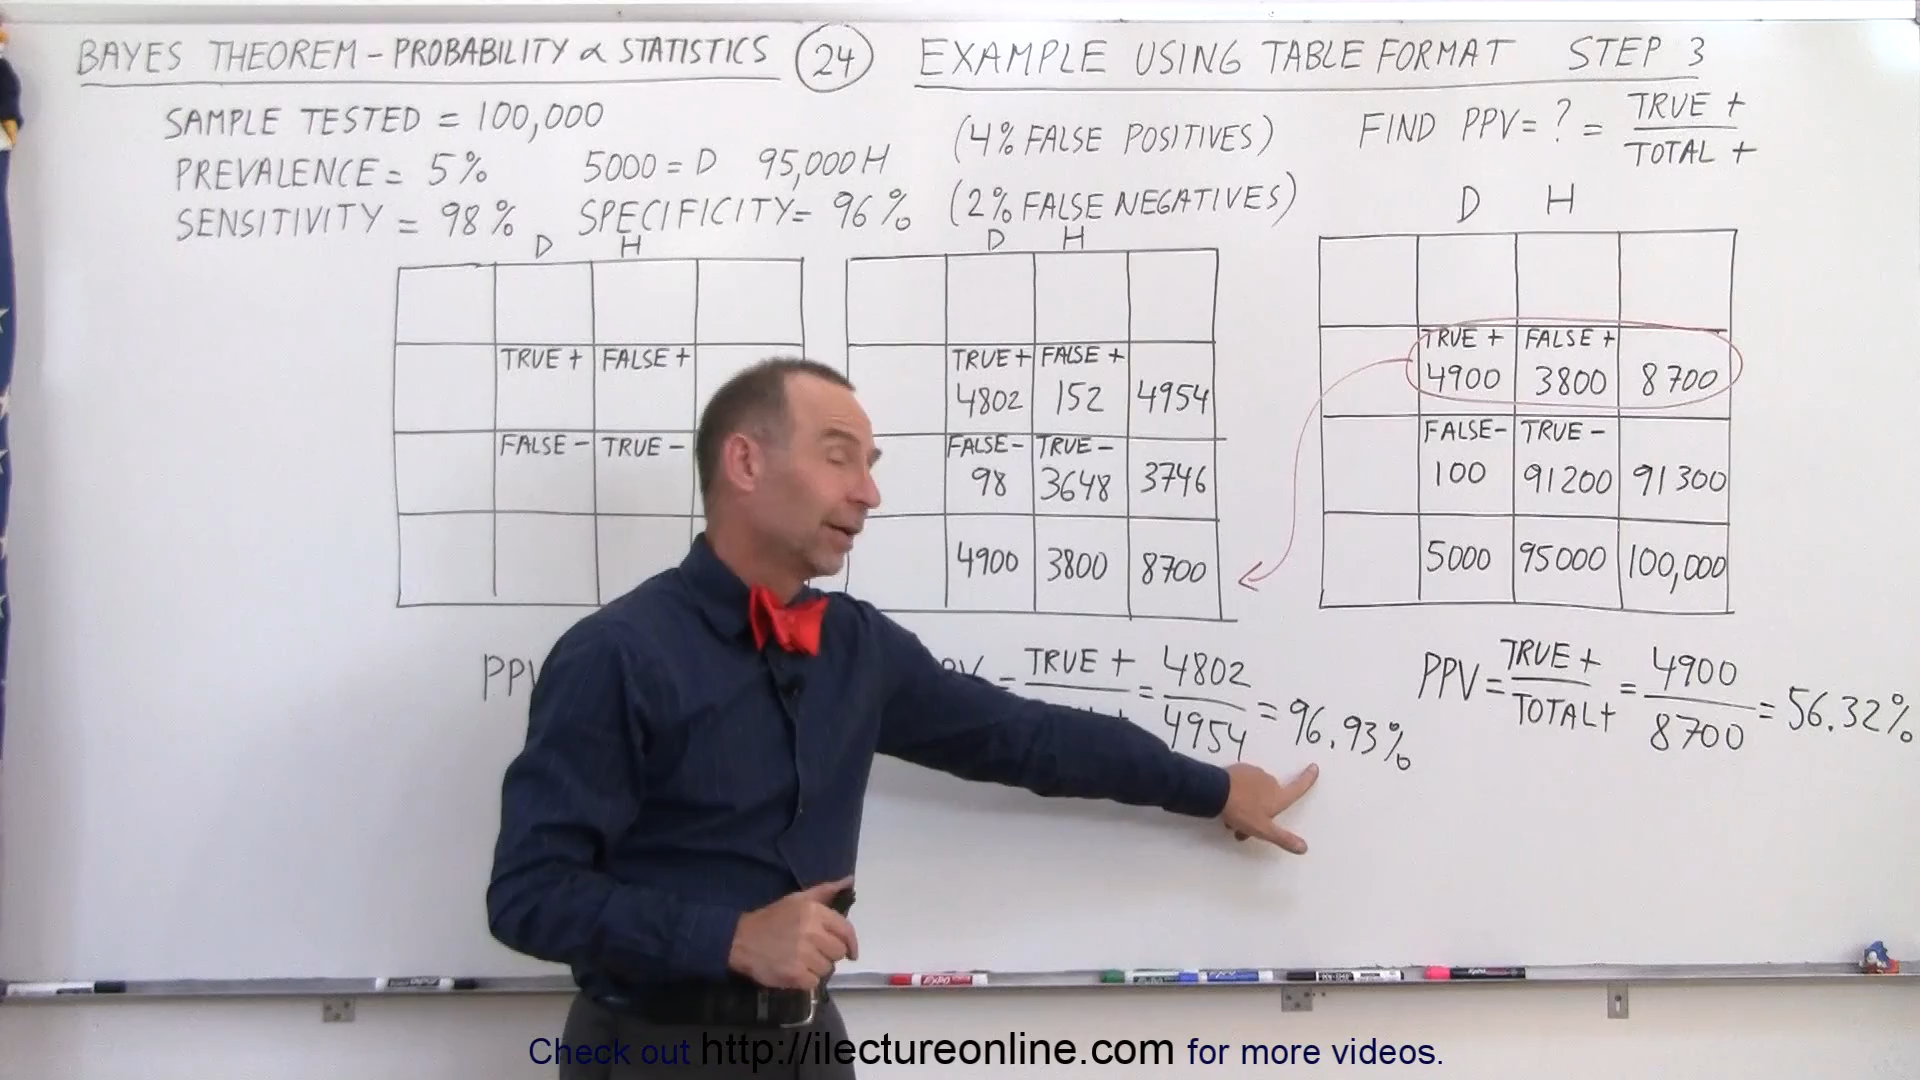 BAYES THEOREM - PROBABILITY & STATISTICS 24 EXAMPLE USING TABLE FORMAT STEP 3
SAMPLE TESTED = 100,000
PREVALENCE = 5% 5000 = D 95,000 H
SENSITIVITY = 98% SPECIFICITY = 96%
(4% FALSE POSITIVES)
(2% FALSE NEGATIVES)
FIND PPV = ? = TRUE +
TOTAL +
D H
TRUE + FALSE +
FALSE - TRUE -
PPV
D H
TRUE + FALSE +
4802 152 4954
FALSE - TRUE -
98 3648 3746
4900 3800 8700
TRUE + = 4802 = 96.93%
4954
D H
TRUE + FALSE +
4900 3800 8700
FALSE - TRUE -
100 91200 91300
5000 95000 100,000
PPV = TRUE + = 4900 = 56.32%
TOTAL + 8700
Check out http://ilectureonline.com for more videos.